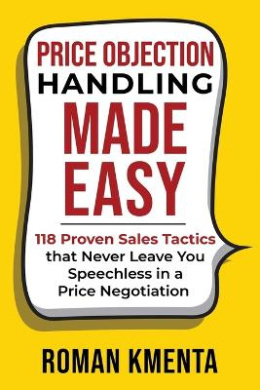 PRICE OBJECTION
HANDLING
MADE
EASY
118 Proven Sales Tactics
that Never Leave You
Speechless in a
Price Negotiation
ROMAN KMENTA